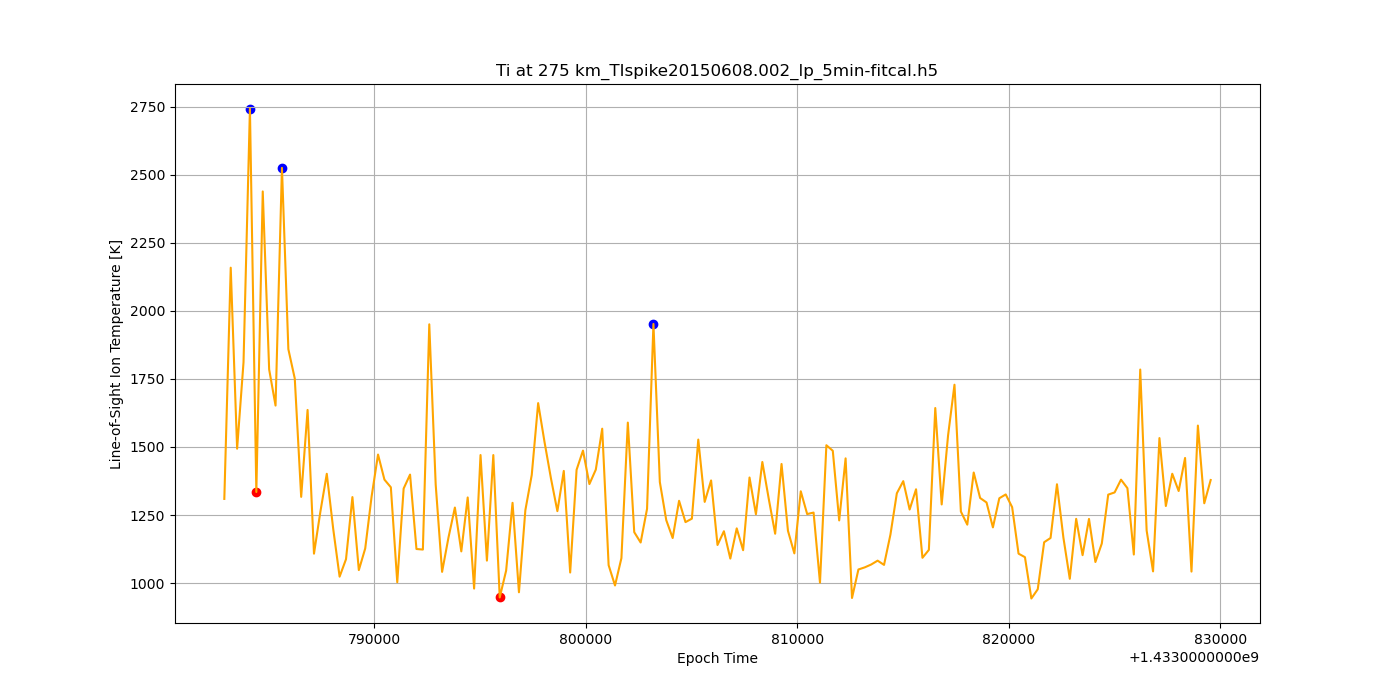 Ti at 275 km_TIspike20150608.002_lp_5min-fitcal.h5
Line-of-Sight Ion Temperature [K]
2750
2500
2250
2000
1750
1500
1250
1000
790000 800000 810000 820000 830000
Epoch Time
+1.4330000000e9